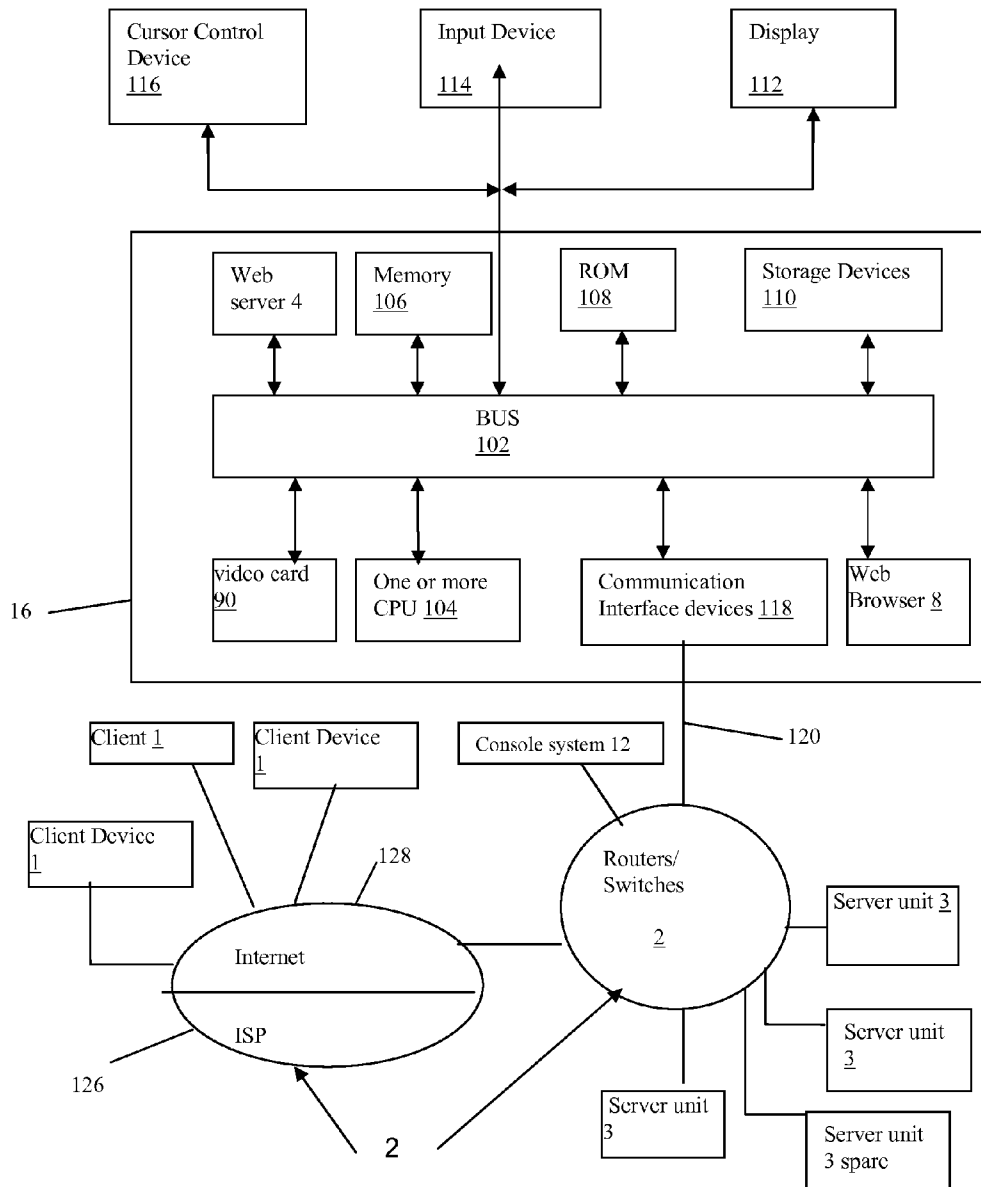 Cursor Control
Device
116
Input Device
114
Display
112
Web
server 4
Memory
106
ROM
108
Storage Devices
110
BUS
102
video card
90
One or more
CPU 104
Communication
Interface devices 118
Web
Browser 8
16
Client 1
Client Device
1
Console system 12
120
Client Device
1
128
Routers/
Switches
2
Server unit 3
Internet
ISP
126
Server unit
3
Server unit
3
2
Server unit
3 spare